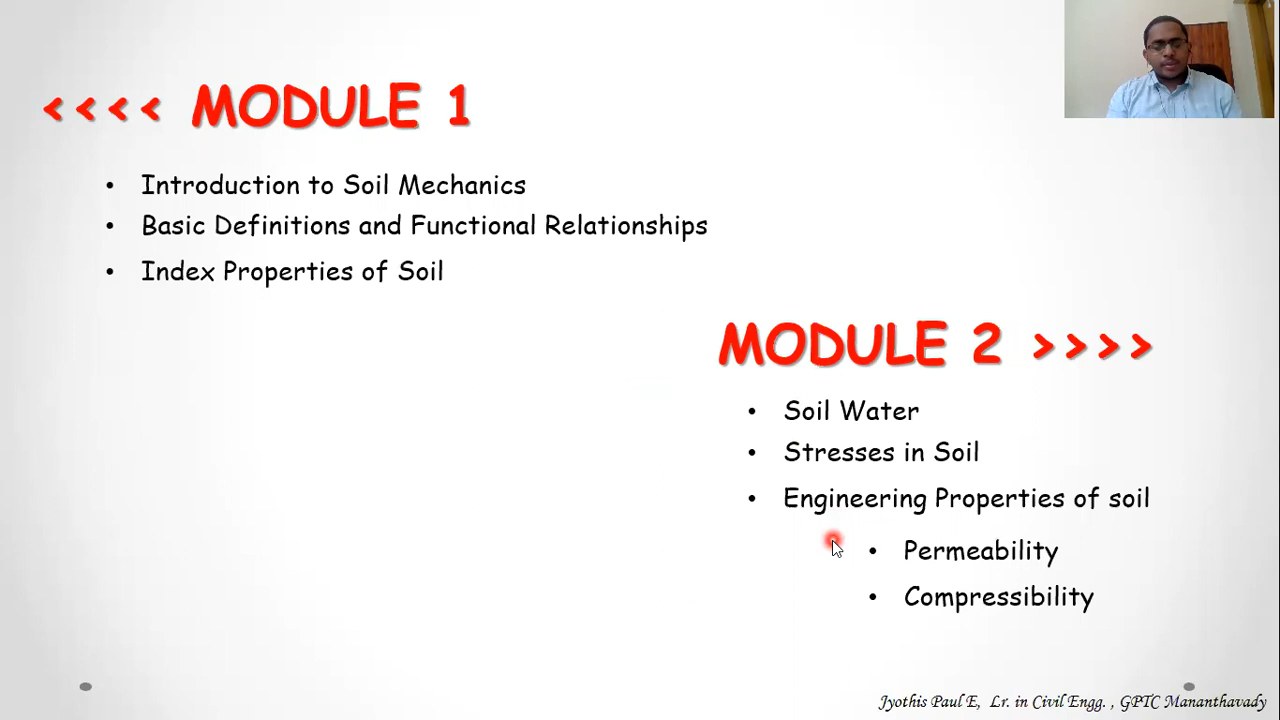 <<<< MODULE 1
• Introduction to Soil Mechanics
• Basic Definitions and Functional Relationships
• Index Properties of Soil
MODULE 2 >>>>
• Soil Water
• Stresses in Soil
• Engineering Properties of soil
• Permeability
• Compressibility
Jyothis Paul E, Lr. in Civil Engg. , GPTC Mananthavady